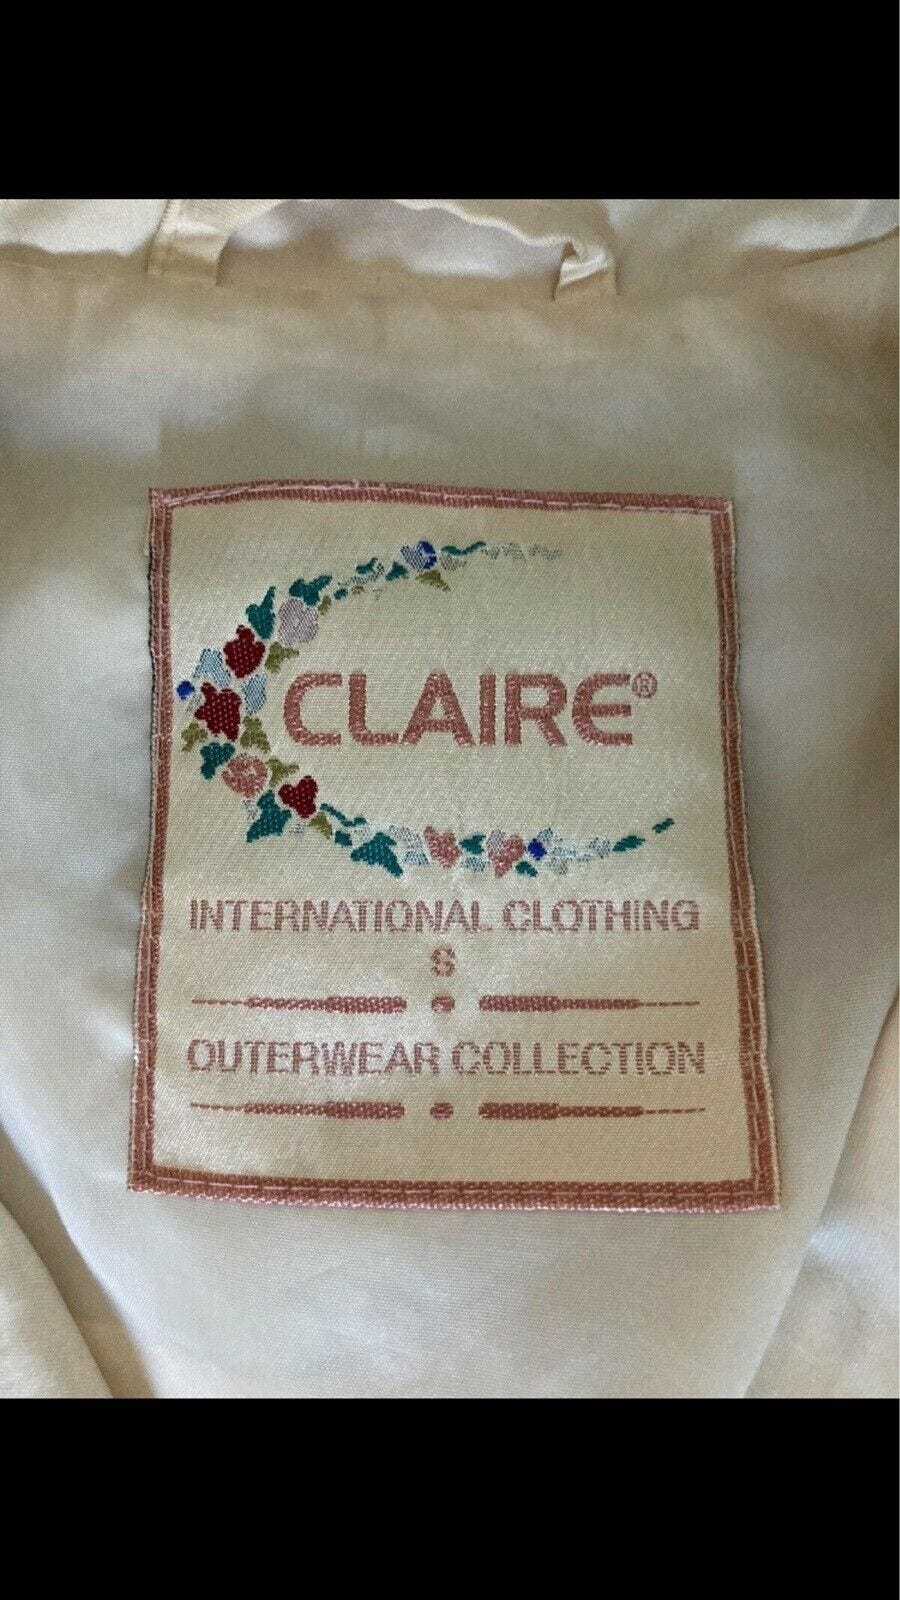 CLAIRE®
INTERNATIONAL CLOTHING
S
OUTERWEAR COLLECTION